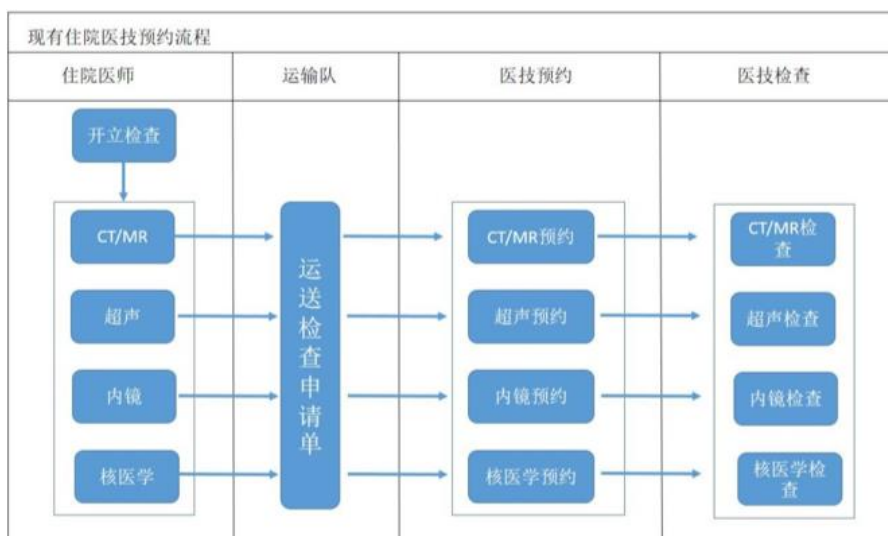 现有住院医技预约流程
住院医师
运输队
医技预约
医技检查
开立检查
CT/MR
超声
内镜
核医学
运送检查申请单
CT/MR预约
超声预约
内镜预约
核医学预约
CT/MR检
查
超声检查
内镜检查
核医学检
查